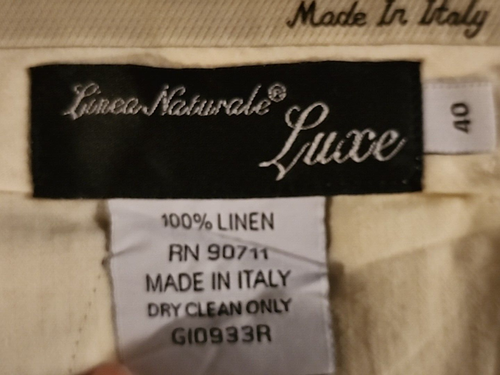 Made In Italy
Linea Naturale®
Luxe
40
100% LINEN
RN 90711
MADE IN ITALY
DRY CLEAN ONLY
GI0933R